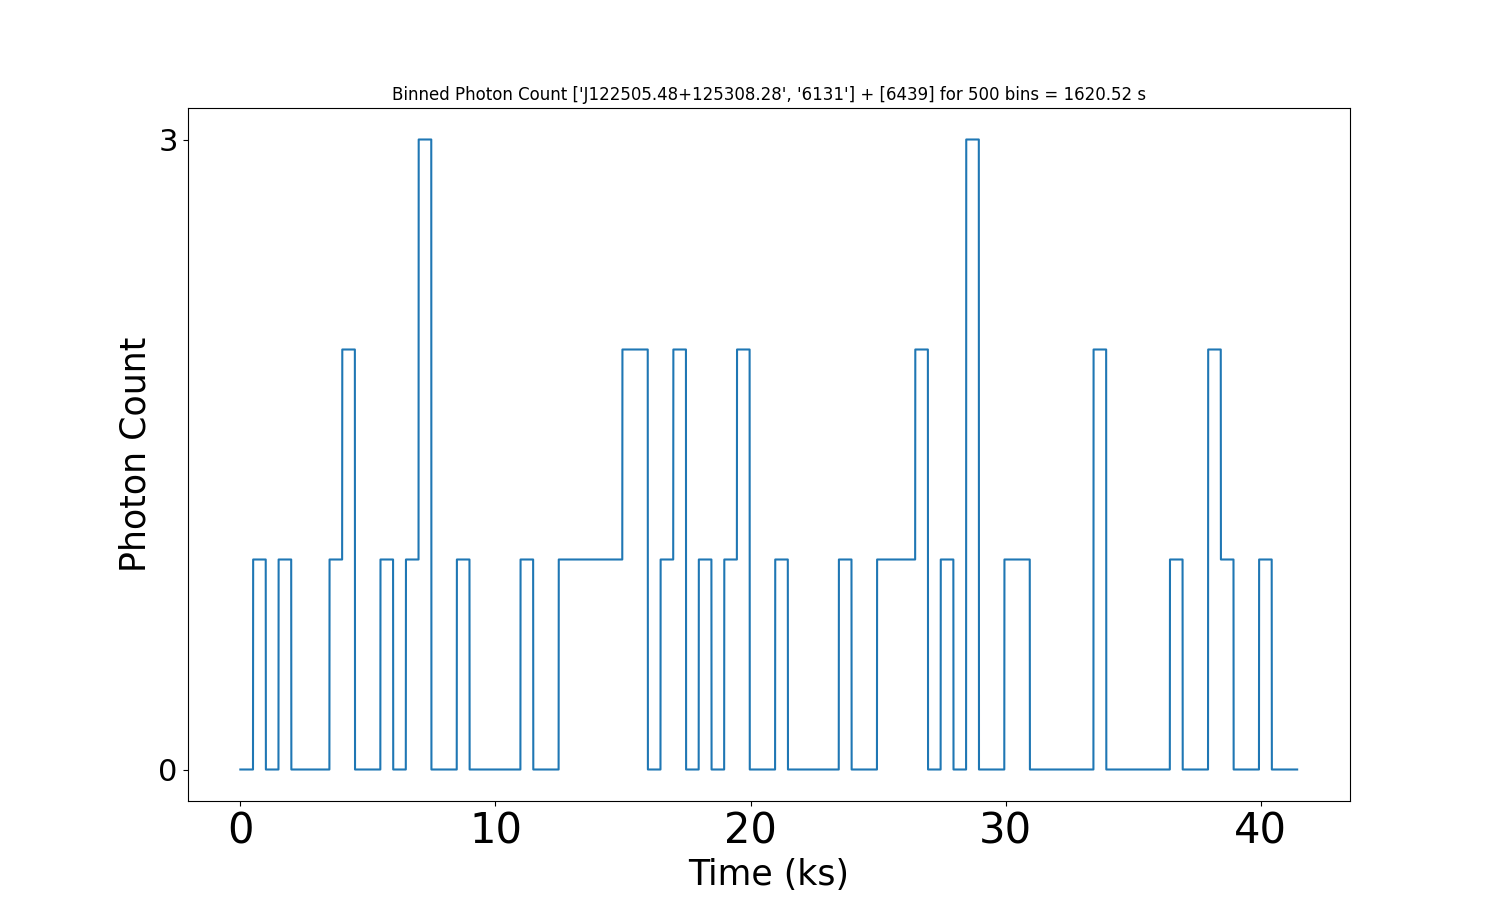 Binned Photon Count ['J122505.48+125308.28', '6131'] + [6439] for 500 bins = 1620.52 s
3
Photon Count
0
0 10 20 30 40
Time (ks)